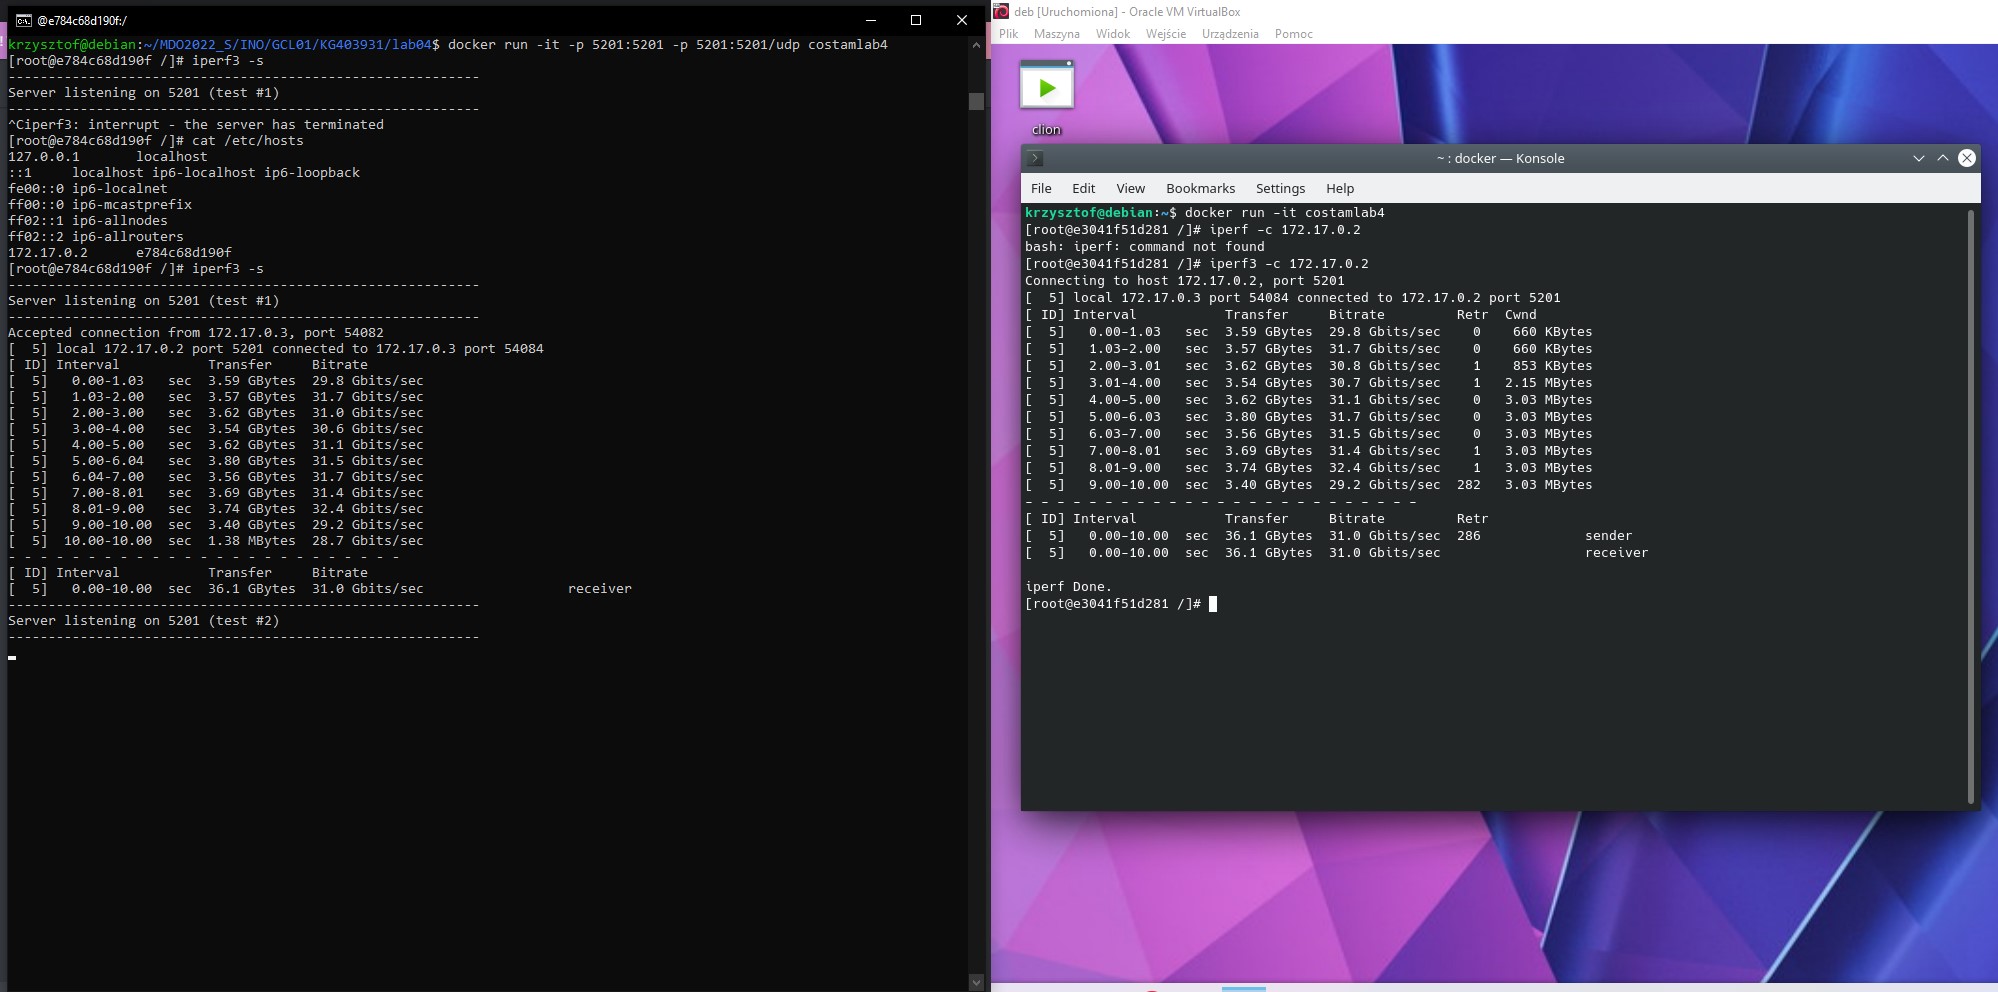 @e784c68d190f:/
krzysztof@debian:~/MDO2022_S/INO/GCL01/KG403931/lab04$ docker run -it -p 5201:5201 -p 5201:5201/udp costamlab4
[root@e784c68d190f /]# iperf3 -s
-----------------------------------------------------------
Server listening on 5201 (test #1)
-----------------------------------------------------------
^Ciperf3: interrupt - the server has terminated
[root@e784c68d190f /]# cat /etc/hosts
127.0.0.1       localhost
::1     localhost ip6-localhost ip6-loopback
fe00::0 ip6-localnet
ff00::0 ip6-mcastprefix
ff02::1 ip6-allnodes
ff02::2 ip6-allrouters
172.17.0.2      e784c68d190f
[root@e784c68d190f /]# iperf3 -s
-----------------------------------------------------------
Server listening on 5201 (test #1)
-----------------------------------------------------------
Accepted connection from 172.17.0.3, port 54082
[  5] local 172.17.0.2 port 5201 connected to 172.17.0.3 port 54084
[ ID] Interval           Transfer     Bitrate
[  5]   0.00-1.03   sec  3.59 GBytes  29.8 Gbits/sec
[  5]   1.03-2.00   sec  3.57 GBytes  31.7 Gbits/sec
[  5]   2.00-3.00   sec  3.62 GBytes  31.0 Gbits/sec
[  5]   3.00-4.00   sec  3.54 GBytes  30.6 Gbits/sec
[  5]   4.00-5.00   sec  3.62 GBytes  31.1 Gbits/sec
[  5]   5.00-6.04   sec  3.80 GBytes  31.5 Gbits/sec
[  5]   6.04-7.00   sec  3.56 GBytes  31.7 Gbits/sec
[  5]   7.00-8.01   sec  3.69 GBytes  31.4 Gbits/sec
[  5]   8.01-9.00   sec  3.74 GBytes  32.4 Gbits/sec
[  5]   9.00-10.00  sec  3.40 GBytes  29.2 Gbits/sec
[  5]  10.00-10.00  sec  1.38 MBytes  28.7 Gbits/sec
- - - - - - - - - - - - - - - - - - - - - - - - -
[ ID] Interval           Transfer     Bitrate
[  5]   0.00-10.00  sec  36.1 GBytes  31.0 Gbits/sec                  receiver
-----------------------------------------------------------
Server listening on 5201 (test #2)
-----------------------------------------------------------
deb [Uruchomiona] - Oracle VM VirtualBox
Plik Maszyna Widok Wejście Urządzenia Pomoc
clion
~ : docker — Konsole
File Edit View Bookmarks Settings Help
krzysztof@debian:~$ docker run -it costamlab4
[root@e3041f51d281 /]# iperf -c 172.17.0.2
bash: iperf: command not found
[root@e3041f51d281 /]# iperf3 -c 172.17.0.2
Connecting to host 172.17.0.2, port 5201
[  5] local 172.17.0.3 port 54084 connected to 172.17.0.2 port 5201
[ ID] Interval           Transfer     Bitrate         Retr  Cwnd
[  5]   0.00-1.03   sec  3.59 GBytes  29.8 Gbits/sec    0    660 KBytes
[  5]   1.03-2.00   sec  3.57 GBytes  31.7 Gbits/sec    0    660 KBytes
[  5]   2.00-3.01   sec  3.62 GBytes  30.8 Gbits/sec    1    853 KBytes
[  5]   3.01-4.00   sec  3.54 GBytes  30.7 Gbits/sec    1   2.15 MBytes
[  5]   4.00-5.00   sec  3.62 GBytes  31.1 Gbits/sec    0   3.03 MBytes
[  5]   5.00-6.03   sec  3.80 GBytes  31.7 Gbits/sec    0   3.03 MBytes
[  5]   6.03-7.00   sec  3.56 GBytes  31.5 Gbits/sec    0   3.03 MBytes
[  5]   7.00-8.01   sec  3.69 GBytes  31.4 Gbits/sec    1   3.03 MBytes
[  5]   8.01-9.00   sec  3.74 GBytes  32.4 Gbits/sec    1   3.03 MBytes
[  5]   9.00-10.00  sec  3.40 GBytes  29.2 Gbits/sec  282   3.03 MBytes
- - - - - - - - - - - - - - - - - - - - - - - - -
[ ID] Interval           Transfer     Bitrate         Retr
[  5]   0.00-10.00  sec  36.1 GBytes  31.0 Gbits/sec  286             sender
[  5]   0.00-10.00  sec  36.1 GBytes  31.0 Gbits/sec                  receiver
iperf Done.
[root@e3041f51d281 /]#